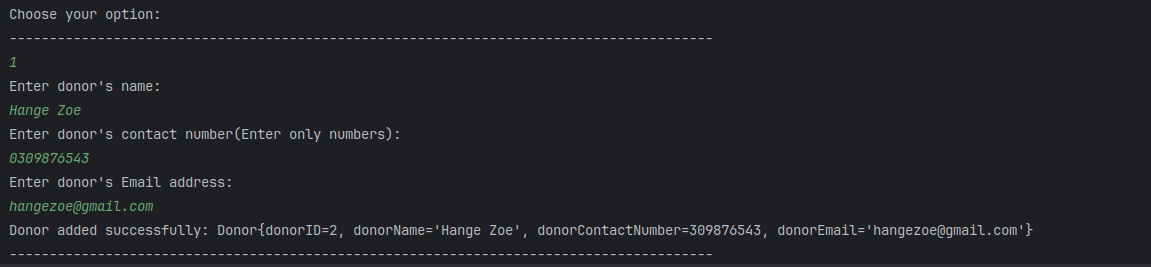 Choose your option:
----------------------------------------------------------------------------------------
1
Enter donor's name:
Hange Zoe
Enter donor's contact number(Enter only numbers):
0309876543
Enter donor's Email address:
hangezoe@gmail.com
Donor added successfully: Donor{donorID=2, donorName='Hange Zoe', donorContactNumber=309876543, donorEmail='hangezoe@gmail.com'}
----------------------------------------------------------------------------------------